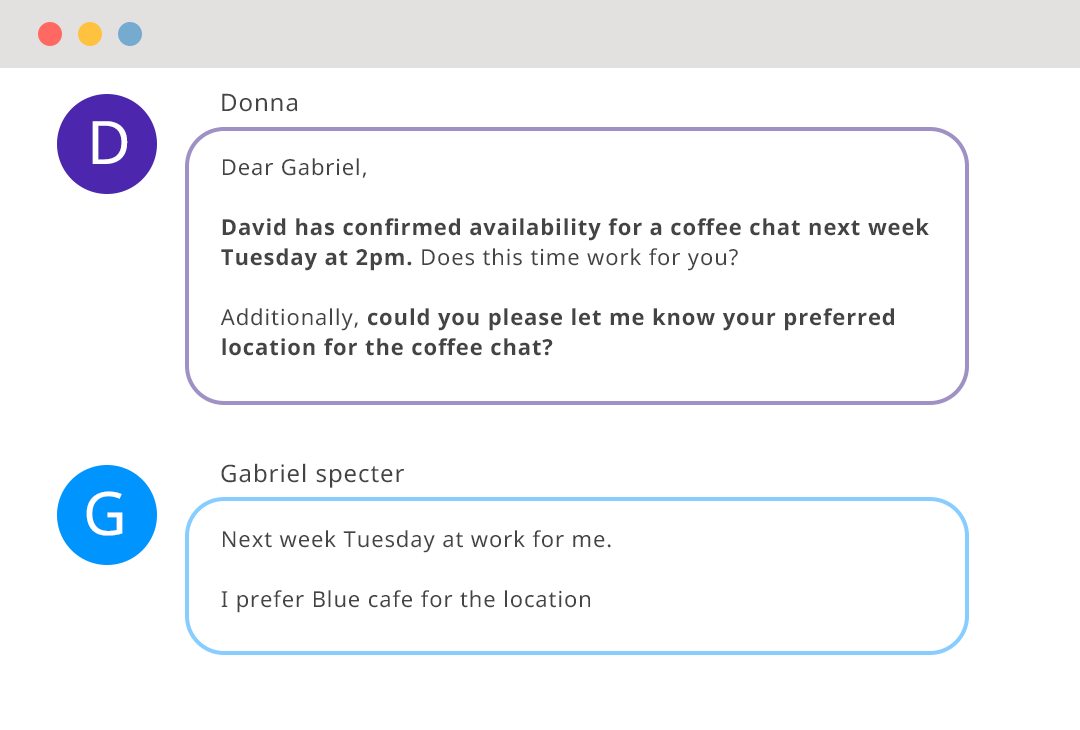 Donna
D
Dear Gabriel,
David has confirmed availability for a coffee chat next week
Tuesday at 2pm. Does this time work for you?
Additionally, could you please let me know your preferred
location for the coffee chat?
Gabriel specter
G
Next week Tuesday at work for me.
I prefer Blue cafe for the location